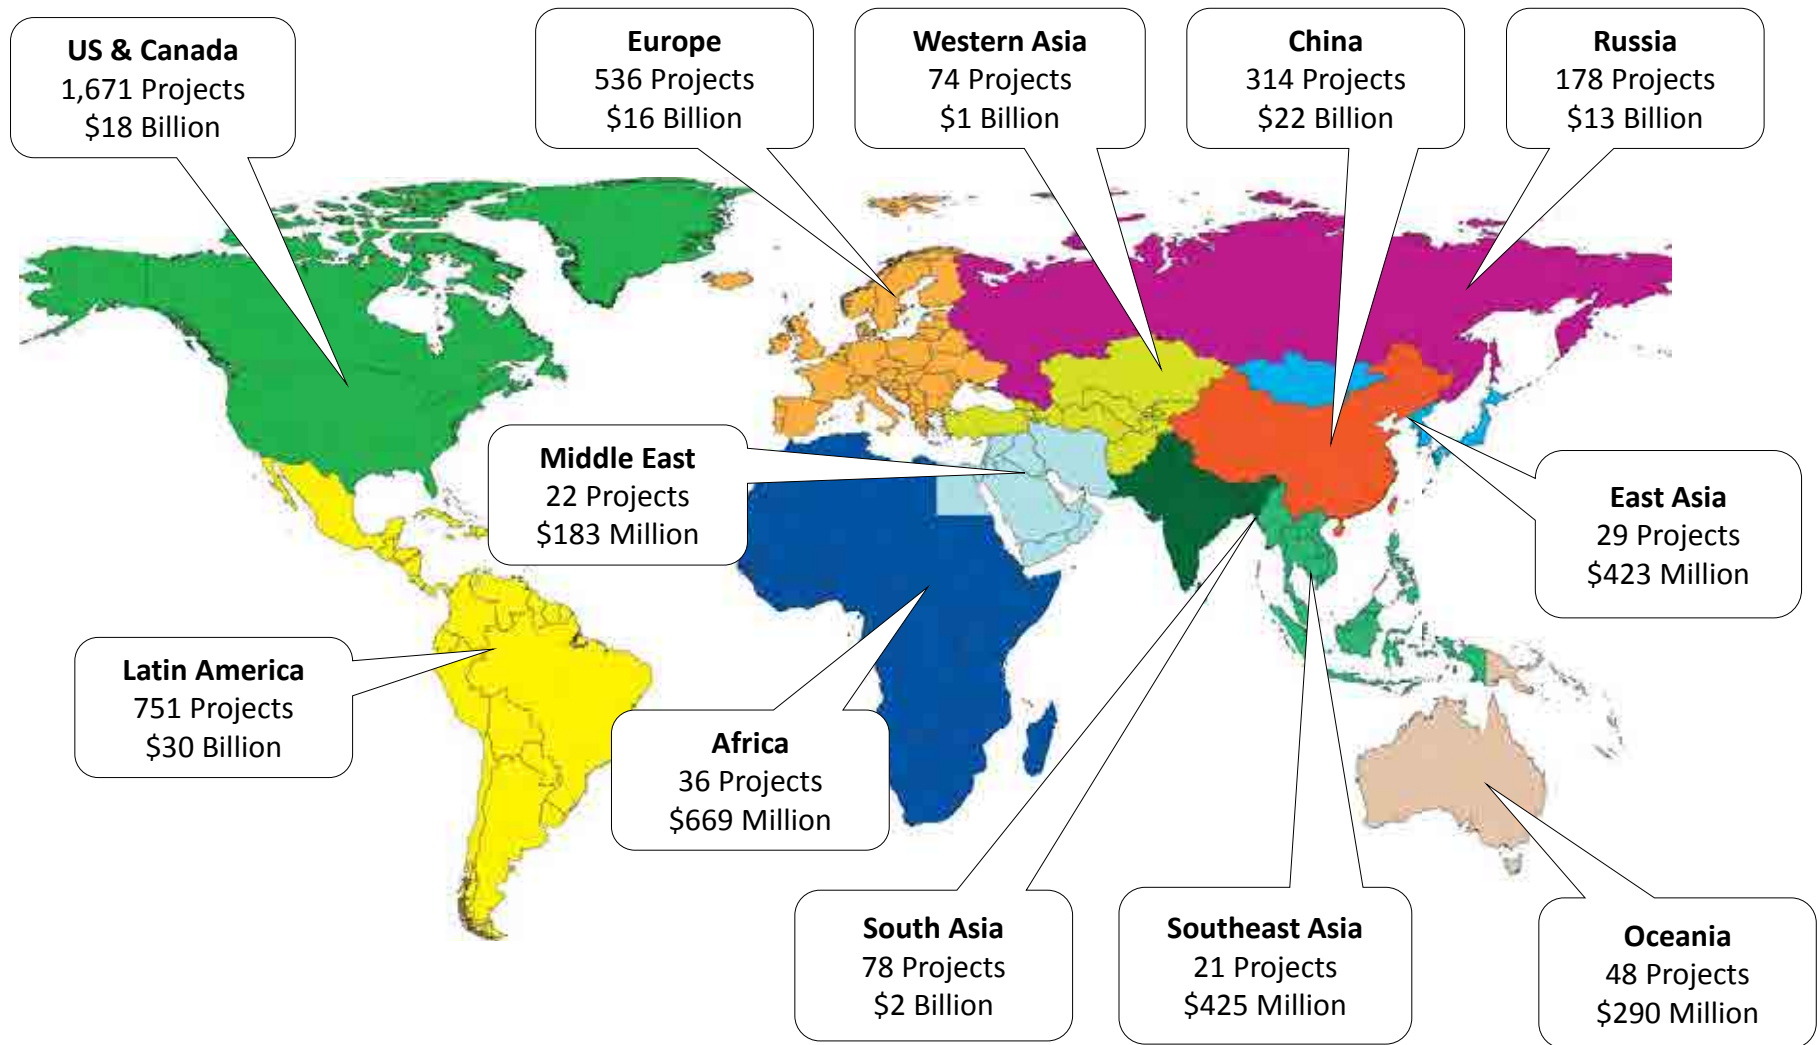 US & Canada
1,671 Projects
$18 Billion
Europe
536 Projects
$16 Billion
Western Asia
74 Projects
$1 Billion
China
314 Projects
$22 Billion
Russia
178 Projects
$13 Billion
Middle East
22 Projects
$183 Million
East Asia
29 Projects
$423 Million
Latin America
751 Projects
$30 Billion
Africa
36 Projects
$669 Million
South Asia
78 Projects
$2 Billion
Southeast Asia
21 Projects
$425 Million
Oceania
48 Projects
$290 Million